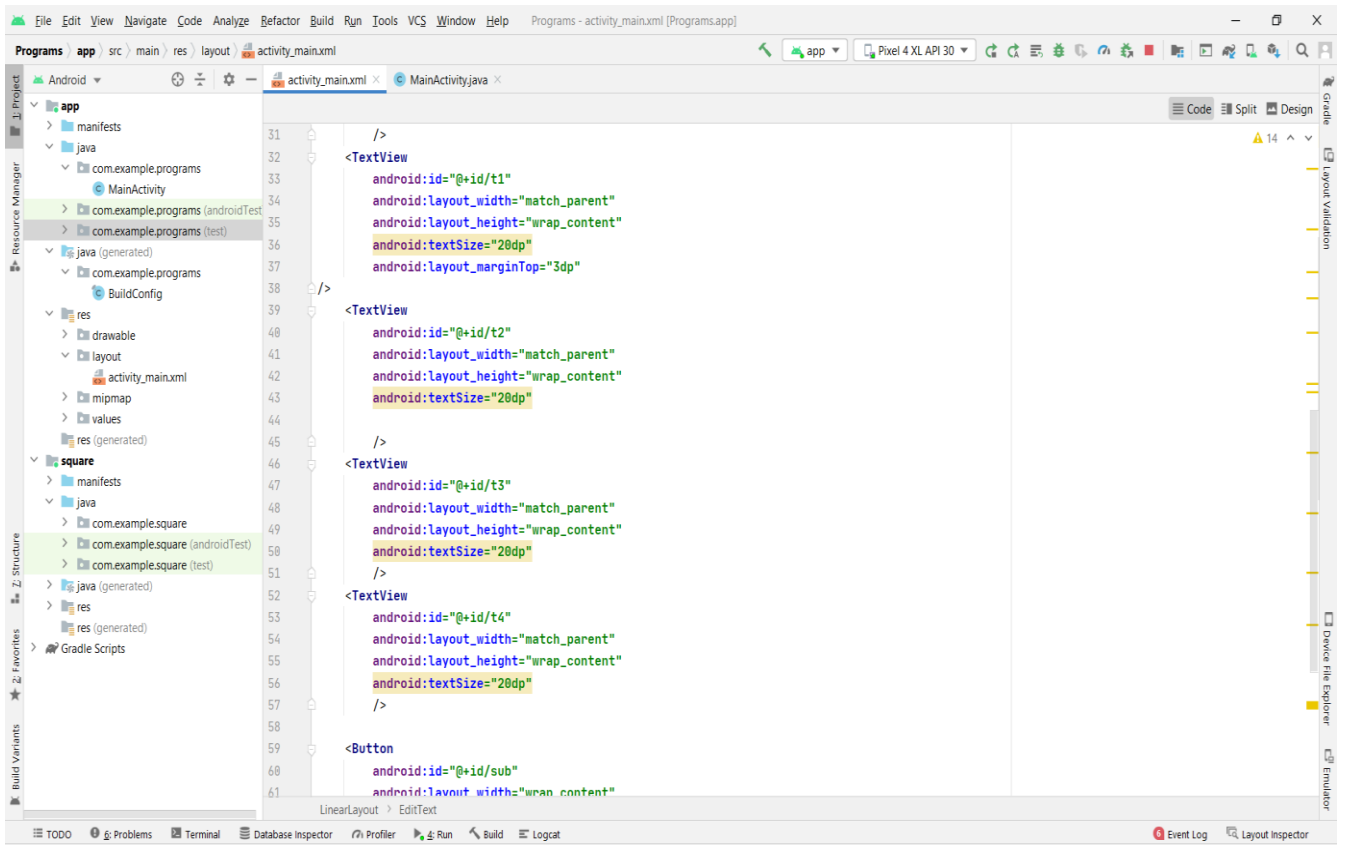 File Edit View Navigate Code Analyze Refactor Build Run Tools VCS Window Help Programs - activity_main.xml [Programs.app]
Programs app src main res layout activity_main.xml app Pixel 4 XL API 30
Android activity_main.xml MainActivity.java
Code Split Design
14
1: Project
Resource Manager
Z: Structure
2: Favorites
Build Variants
app
manifests
java
com.example.programs
MainActivity
com.example.programs (androidTest
com.example.programs (test)
java (generated)
com.example.programs
BuildConfig
res
drawable
layout
activity_main.xml
mipmap
values
res (generated)
square
manifests
java
com.example.square
com.example.square (androidTest)
com.example.square (test)
java (generated)
res
res (generated)
Gradle Scripts
31 />
32 <TextView
33 android:id="@+id/t1"
34 android:layout_width="match_parent"
35 android:layout_height="wrap_content"
36 android:textSize="20dp"
37 android:layout_marginTop="3dp"
38 />
39 <TextView
40 android:id="@+id/t2"
41 android:layout_width="match_parent"
42 android:layout_height="wrap_content"
43 android:textSize="20dp"
44
45 />
46 <TextView
47 android:id="@+id/t3"
48 android:layout_width="match_parent"
49 android:layout_height="wrap_content"
50 android:textSize="20dp"
51 />
52 <TextView
53 android:id="@+id/t4"
54 android:layout_width="match_parent"
55 android:layout_height="wrap_content"
56 android:textSize="20dp"
57 />
58
59 <Button
60 android:id="@+id/sub"
61 android:layout_width="wrap_content"
LinearLayout EditText
Gradle
Layout Validation
Device File Explorer
Emulator
TODO 6: Problems Terminal Database Inspector Profiler 4: Run Build Logcat 6 Event Log Layout Inspector